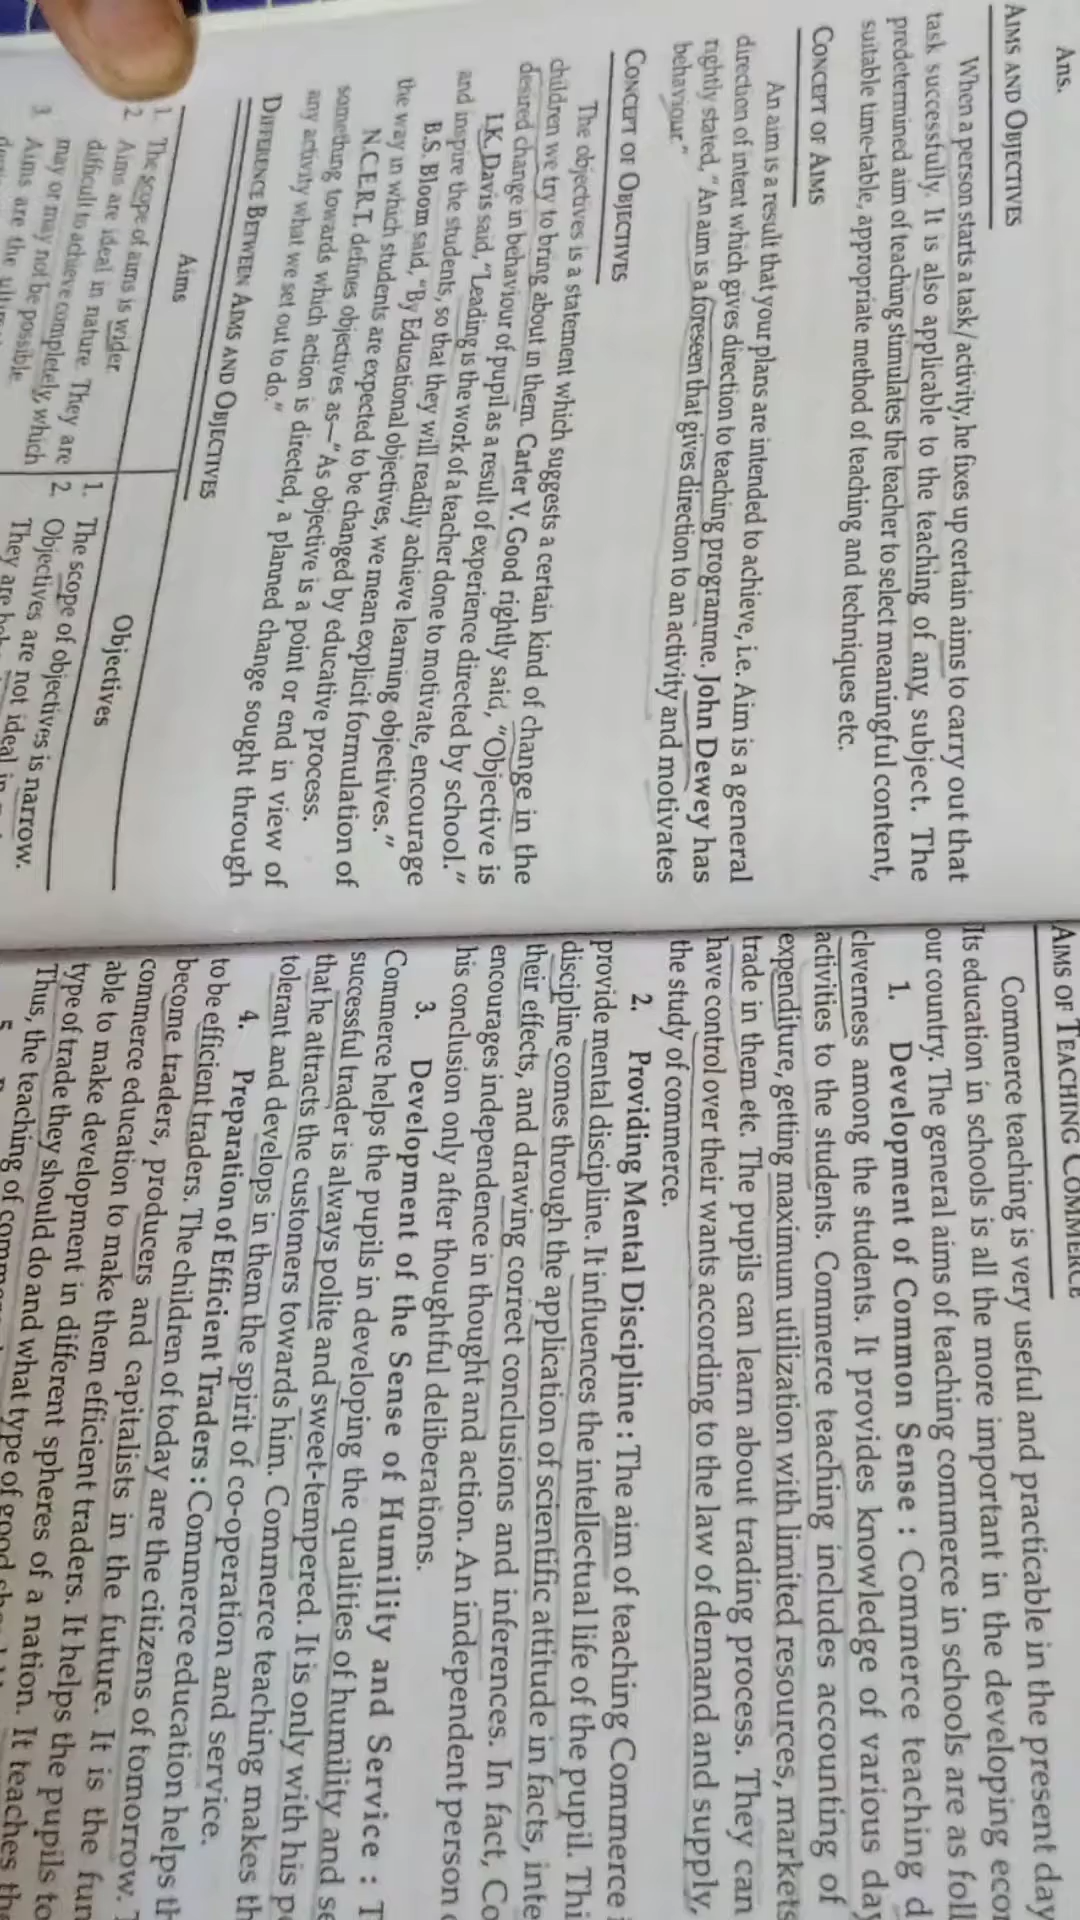 Ans.
AIMS AND OBJECTIVES
When a person starts a task/activity, he fixes up certain aims to carry out that
task successfully. It is also applicable to the teaching of any subject. The
predetermined aim of teaching stimulates the teacher to select meaningful content,
suitable time-table, appropriate method of teaching and techniques etc.
CONCEPT OF AIMS
An aim is a result that your plans are intended to achieve, i.e. Aim is a general
direction of intent which gives direction to teaching programme. John Dewey has
rightly stated, "An aim is a foreseen that gives direction to an activity and motivates
behaviour."
CONCEPT OF OBJECTIVES
The objectives is a statement which suggests a certain kind of change in the
children we try to bring about in them. Carter V. Good rightly said, "Objective is
desired change in behaviour of pupil as a result of experience directed by school."
I.K. Davis said, "Leading is the work of a teacher done to motivate, encourage
and inspire the students, so that they will readily achieve learning objectives."
B.S. Bloom said, "By Educational objectives, we mean explicit formulation of
the way in which students are expected to be changed by educative process.
N.C.E.R.T. defines objectives as—"As objective is a point or end in view of
something towards which action is directed, a planned change sought through
any activity what we set out to do."
DIFFERENCE BETWEEN AIMS AND OBJECTIVES
Aims
1. The scope of aims is wider.
2. Aims are ideal in nature. They are
difficult to achieve completely, which
may or may not be possible.
3. Aims are the
Objectives
1. The scope of objectives is narrow.
2. Objectives are not ideal in
They are
AIMS OF TEACHING COMMERCE
Commerce teaching is very useful and practicable in the present day
Its education in schools is all the more important in the developing econ
our country. The general aims of teaching commerce in schools are as foll
1. Development of Common Sense : Commerce teaching d
cleverness among the students. It provides knowledge of various day
activities to the students. Commerce teaching includes accounting of
expenditure, getting maximum utilization with limited resources, markets
trade in them etc. The pupils can learn about trading process. They can
have control over their wants according to the law of demand and supply,
the study of commerce.
2. Providing Mental Discipline : The aim of teaching Commerce i
provide mental discipline. It influences the intellectual life of the pupil. Thi
discipline comes through the application of scientific attitude in facts, inte
their effects, and drawing correct conclusions and inferences. In fact, Co
encourages independence in thought and action. An independent person
his conclusion only after thoughtful deliberations.
3. Development of the Sense of Humility and Service : T
Commerce helps the pupils in developing the qualities of humility and se
successful trader is always polite and sweet-tempered. It is only with his po
that he attracts the customers towards him. Commerce teaching makes th
tolerant and develops in them the spirit of co-operation and service.
4. Preparation of Efficient Traders : Commerce education helps th
to be efficient traders. The children of today are the citizens of tomorrow. T
become traders, producers and capitalists in the future. It is the fun
commerce education to make them efficient traders. It helps the pupils to
able to make development in different spheres of a nation. It teaches the
type of trade they should do and what type of good
Thus, the teaching of
5.